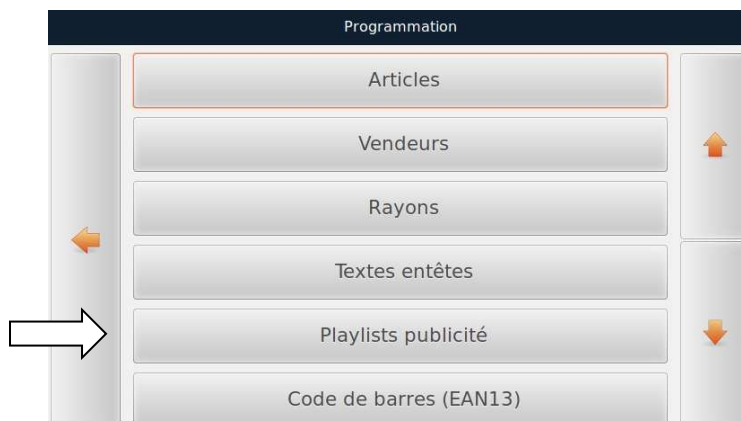 Programmation
Articles
Vendeurs
Rayons
Textes entêtes
Playlists publicité
Code de barres (EAN13)